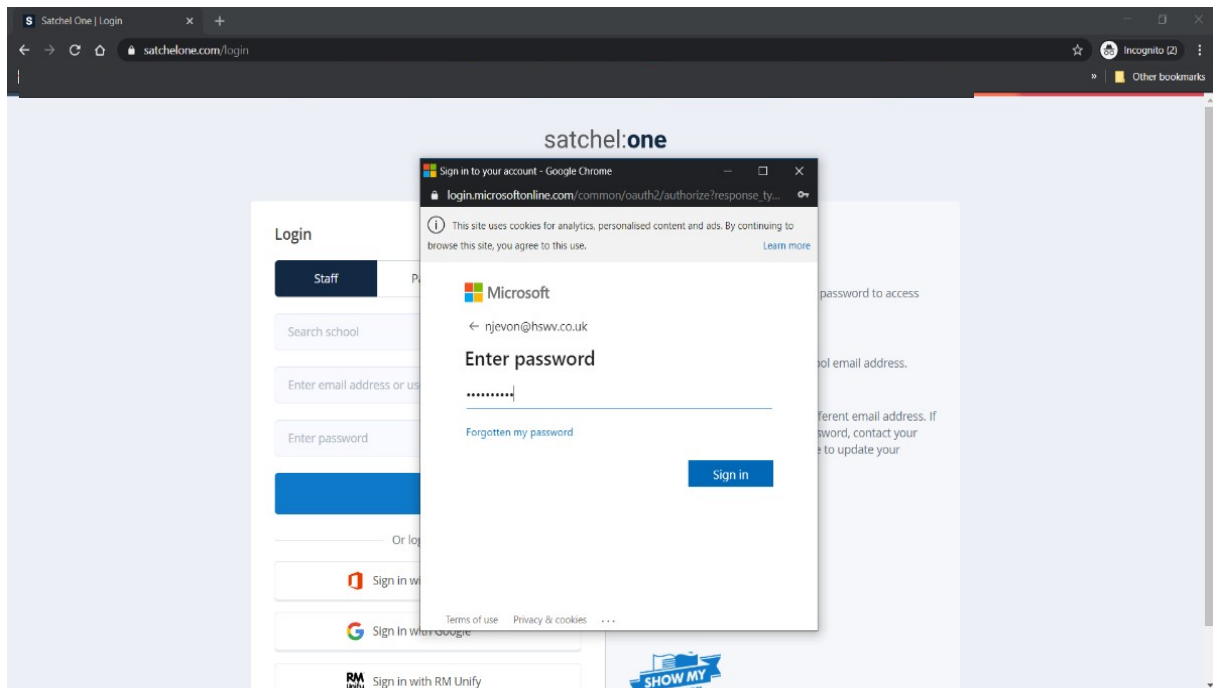 Satchel One | Login
satchelone.com/login
Incognito (2)
Other bookmarks
satchel:one
Sign in to your account - Google Chrome
login.microsoftonline.com/common/oauth2/authorize?response_ty...
This site uses cookies for analytics, personalised content and ads. By continuing to
browse this site, you agree to this use.
Learn more
Microsoft
njevon@hswv.co.uk
Enter password
Forgotten my password
Sign in
Terms of use Privacy & cookies ...
Login
Staff
Search school
Enter email address or us
Enter password
Or log
Sign in wi
Sign in with Google
RM Unify
Sign in with RM Unify
password to access
ol email address.
ferent email address. If
sword, contact your
e to update your
SHOW MY